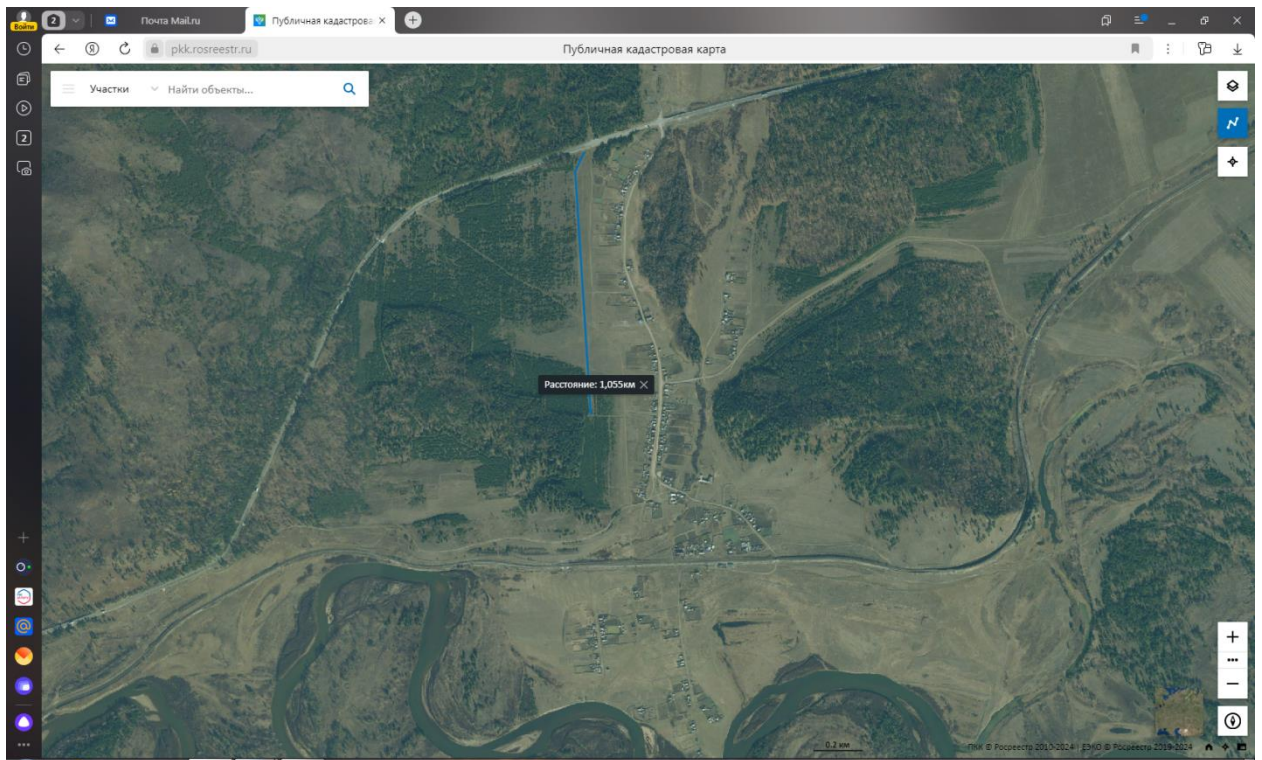 Войти
2
Почта Mail.ru
Публичная кадастрова
pkk.rosreestr.ru
Публичная кадастровая карта
Участки
Найти объекты...
2
Расстояние: 1,055км
0.2 км
ПКК © Росреестр 2010-2024 | ЕЭКО © Росреестр 2019-2024